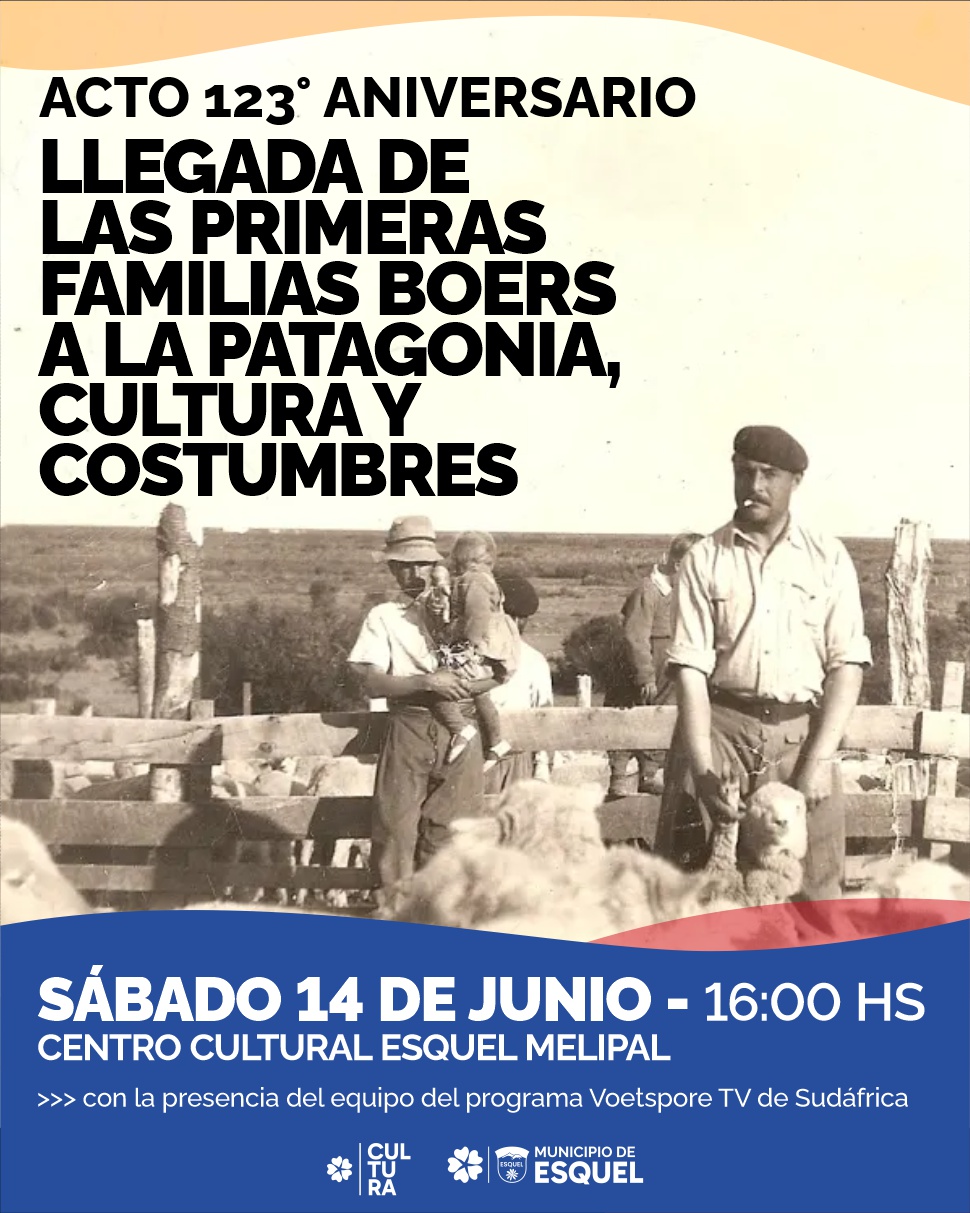 ACTO 123° ANIVERSARIO
LLEGADA DE
LAS PRIMERAS
FAMILIAS BOERS
A LA PATAGONIA,
CULTURA Y
COSTUMBRES
SÁBADO 14 DE JUNIO - 16:00 HS
CENTRO CULTURAL ESQUEL MELIPAL
>>> con la presencia del equipo del programa Voetspore TV de Sudáfrica
CUL
TU
RA
ESQUEL
MUNICIPIO DE
ESQUEL